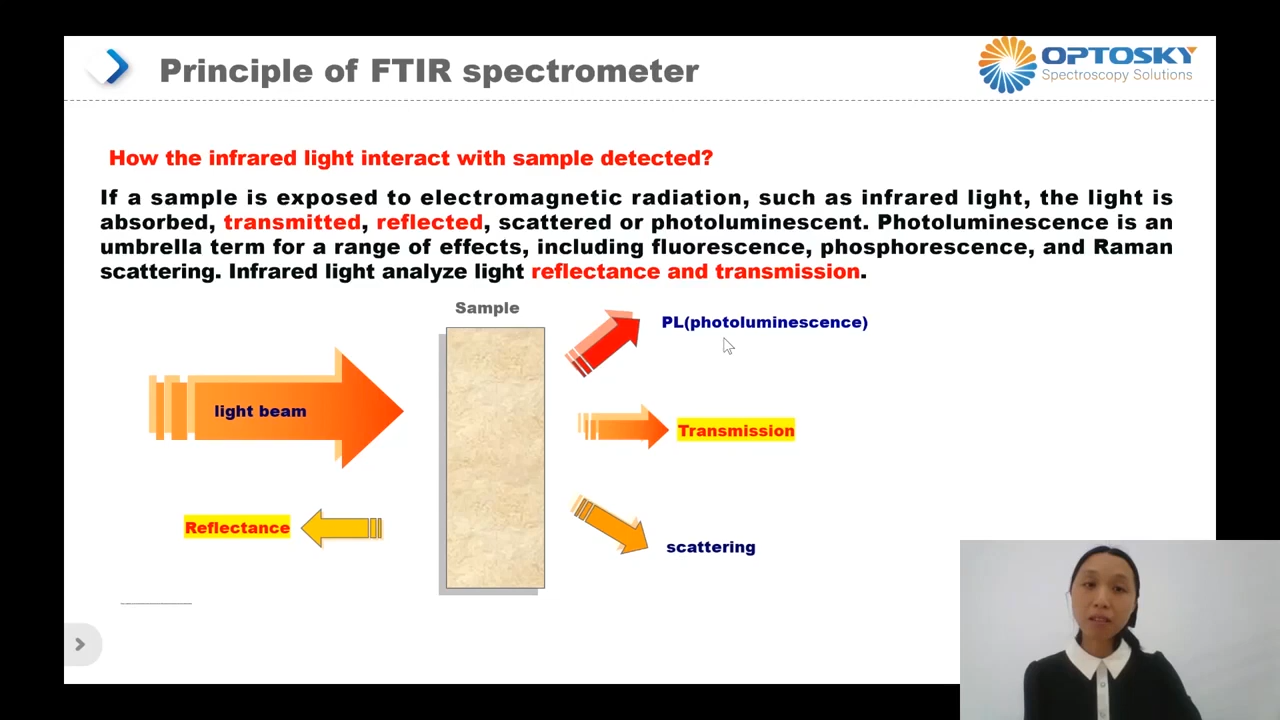 Principle of FTIR spectrometer
OPTOSKY
Spectroscopy Solutions
How the infrared light interact with sample detected?
If a sample is exposed to electromagnetic radiation, such as infrared light, the light is
absorbed, transmitted, reflected, scattered or photoluminescent. Photoluminescence is an
umbrella term for a range of effects, including fluorescence, phosphorescence, and Raman
scattering. Infrared light analyze light reflectance and transmission.
Sample
PL(photoluminescence)
light beam
Transmission
Reflectance
scattering